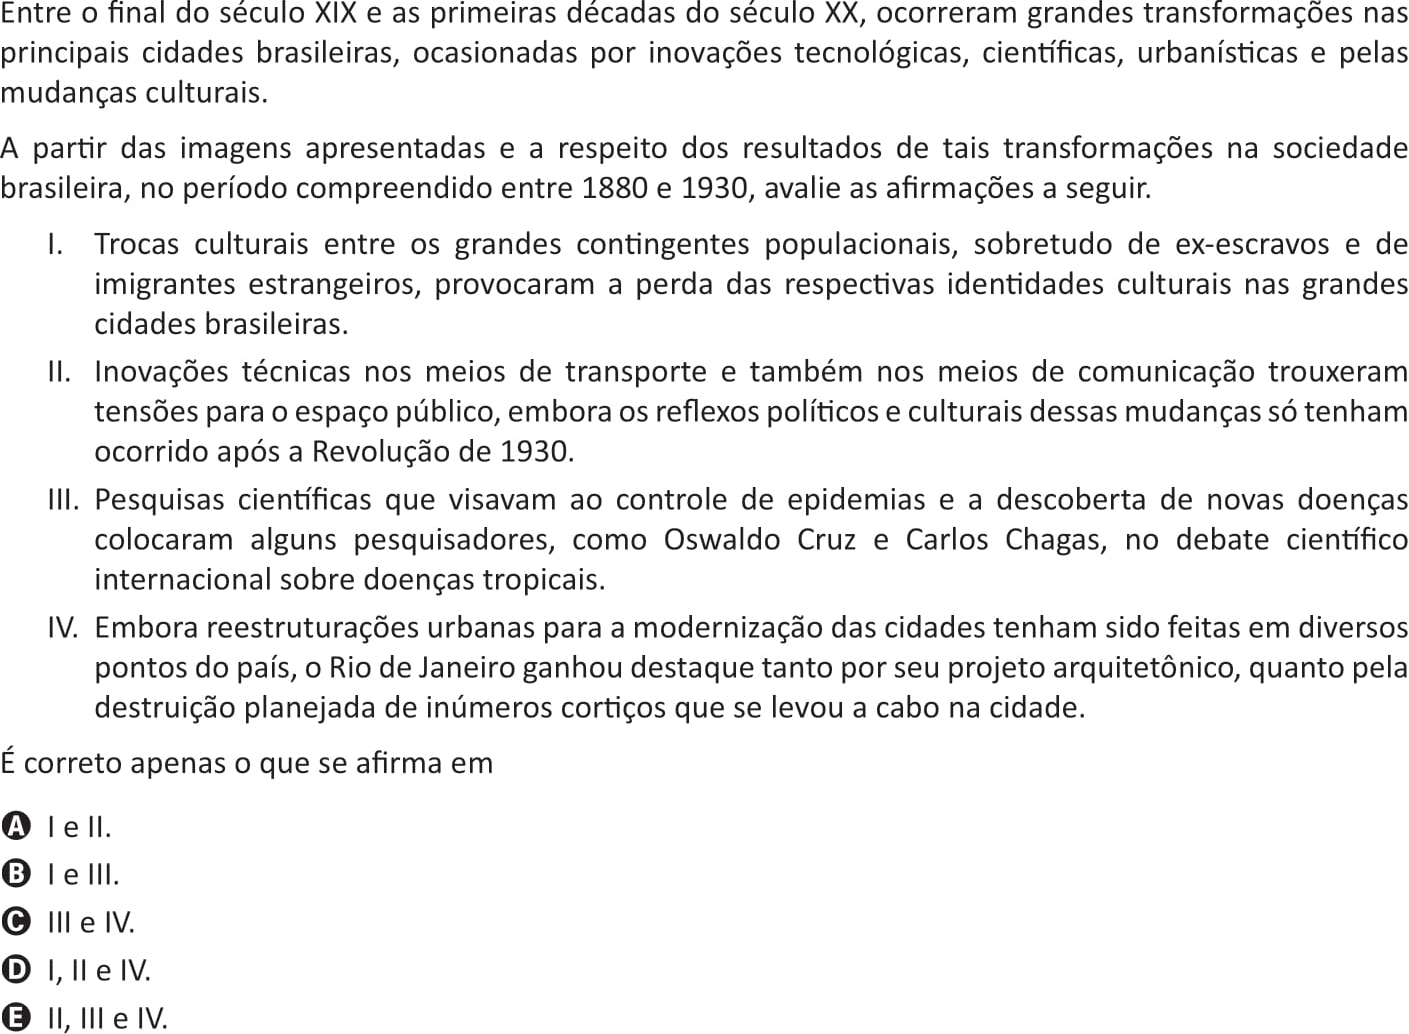 Entre o final do século XIX e as primeiras décadas do século XX, ocorreram grandes transformações nas
principais cidades brasileiras, ocasionadas por inovações tecnológicas, científicas, urbanísticas e pelas
mudanças culturais.
A partir das imagens apresentadas e a respeito dos resultados de tais transformações na sociedade
brasileira, no período compreendido entre 1880 e 1930, avalie as afirmações a seguir.
I. Trocas culturais entre os grandes contingentes populacionais, sobretudo de ex-escravos e de
imigrantes estrangeiros, provocaram a perda das respectivas identidades culturais nas grandes
cidades brasileiras.
II. Inovações técnicas nos meios de transporte e também nos meios de comunicação trouxeram
tensões para o espaço público, embora os reflexos políticos e culturais dessas mudanças só tenham
ocorrido após a Revolução de 1930.
III. Pesquisas científicas que visavam ao controle de epidemias e a descoberta de novas doenças
colocaram alguns pesquisadores, como Oswaldo Cruz e Carlos Chagas, no debate científico
internacional sobre doenças tropicais.
IV. Embora reestruturações urbanas para a modernização das cidades tenham sido feitas em diversos
pontos do país, o Rio de Janeiro ganhou destaque tanto por seu projeto arquitetônico, quanto pela
destruição planejada de inúmeros cortiços que se levou a cabo na cidade.
É correto apenas o que se afirma em
A I e II.
B I e III.
C III e IV.
D I, II e IV.
E II, III e IV.